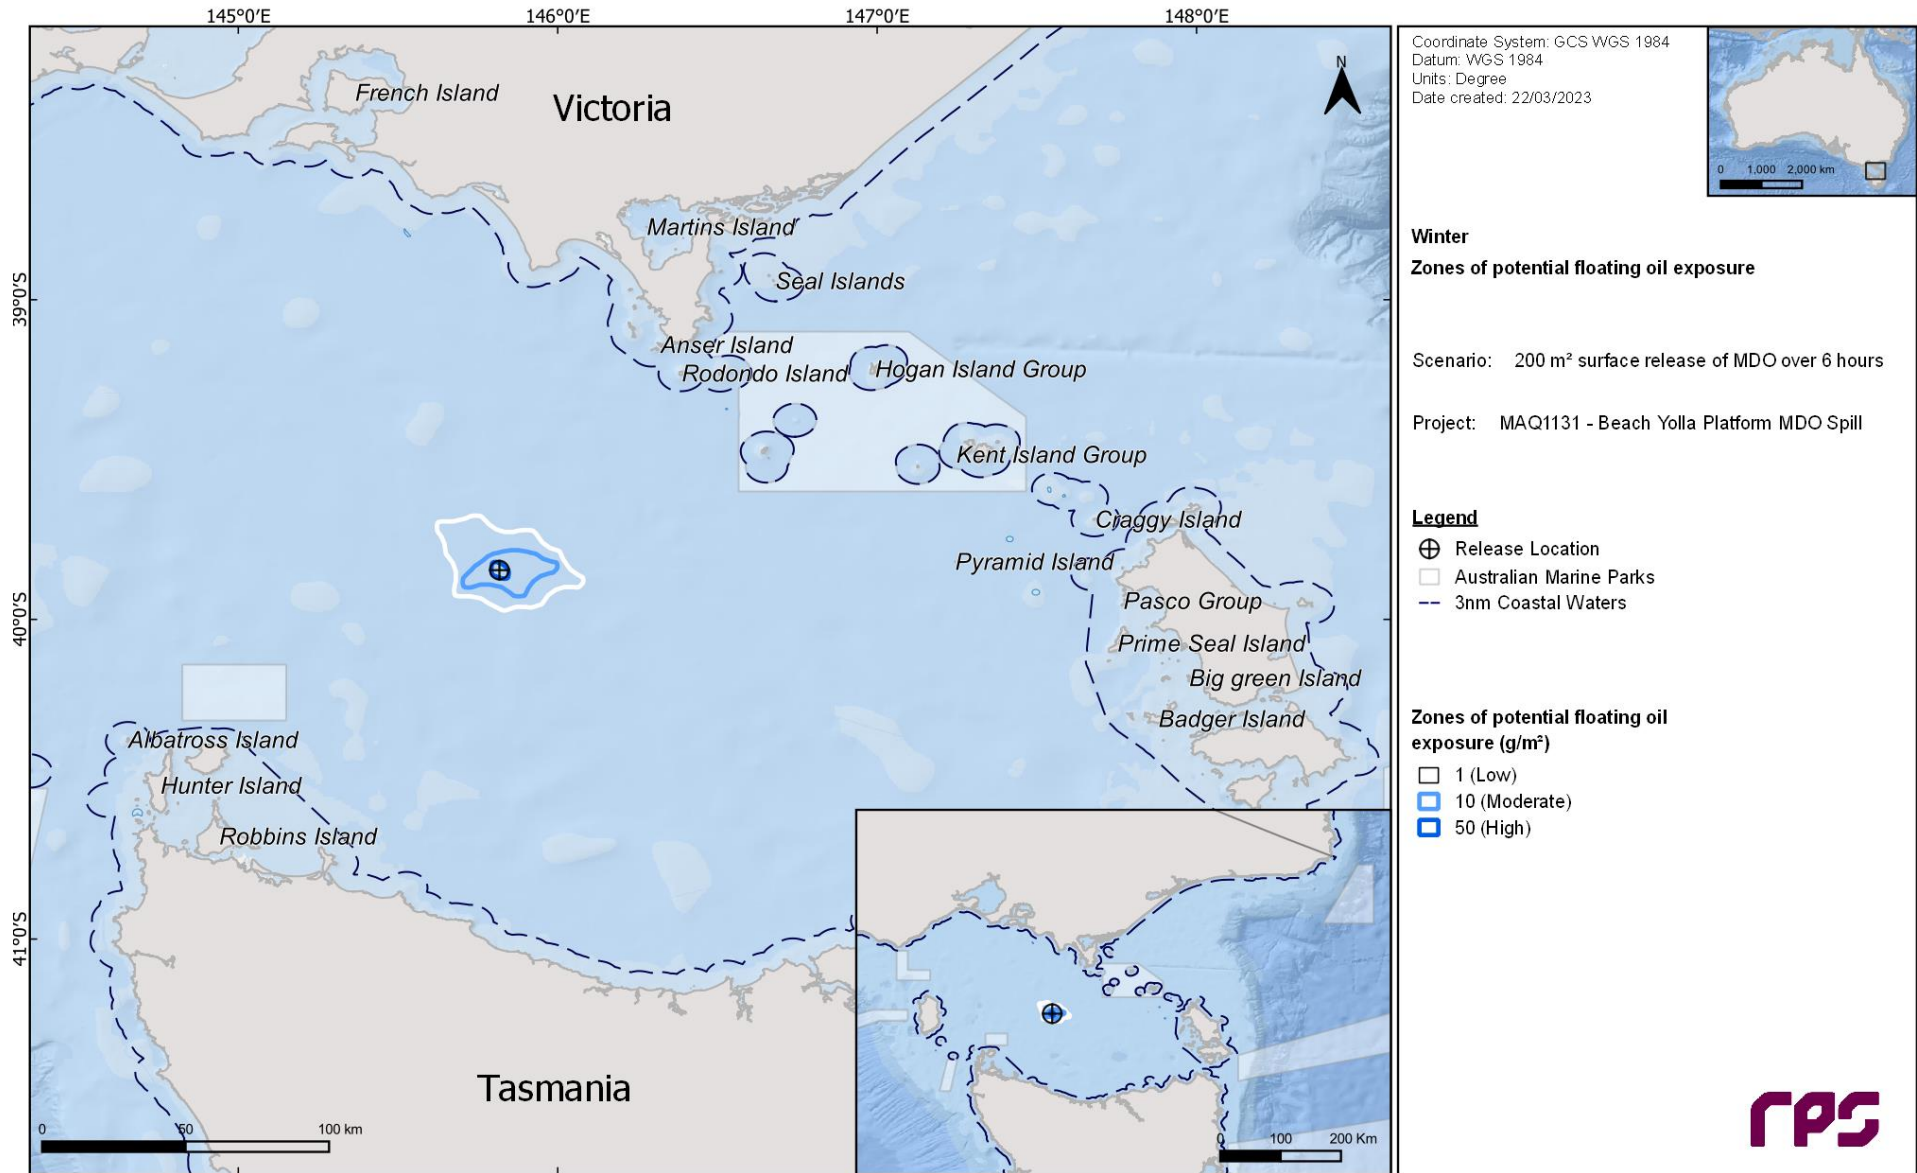 145°0'E
146°0'E
147°0'E
148°0'E
39°0'S
40°0'S
41°0'S
French Island
Victoria
N
Martins Island
Seal Islands
Anser Island
Rodondo Island
Hogan Island Group
Kent Island Group
Craggy Island
Pyramid Island
Pasco Group
Prime Seal Island
Big green Island
Badger Island
Albatross Island
Hunter Island
Robbins Island
Tasmania
0 50 100 km
0 100 200 Km
Coordinate System: GCS WGS 1984
Datum: WGS 1984
Units: Degree
Date created: 22/03/2023
0 1,000 2,000 km
Winter
Zones of potential floating oil exposure
Scenario: 200 m² surface release of MDO over 6 hours
Project: MAQ1131 - Beach Yolla Platform MDO Spill
Legend
Release Location
Australian Marine Parks
3nm Coastal Waters
Zones of potential floating oil
exposure (g/m²)
1 (Low)
10 (Moderate)
50 (High)
rps